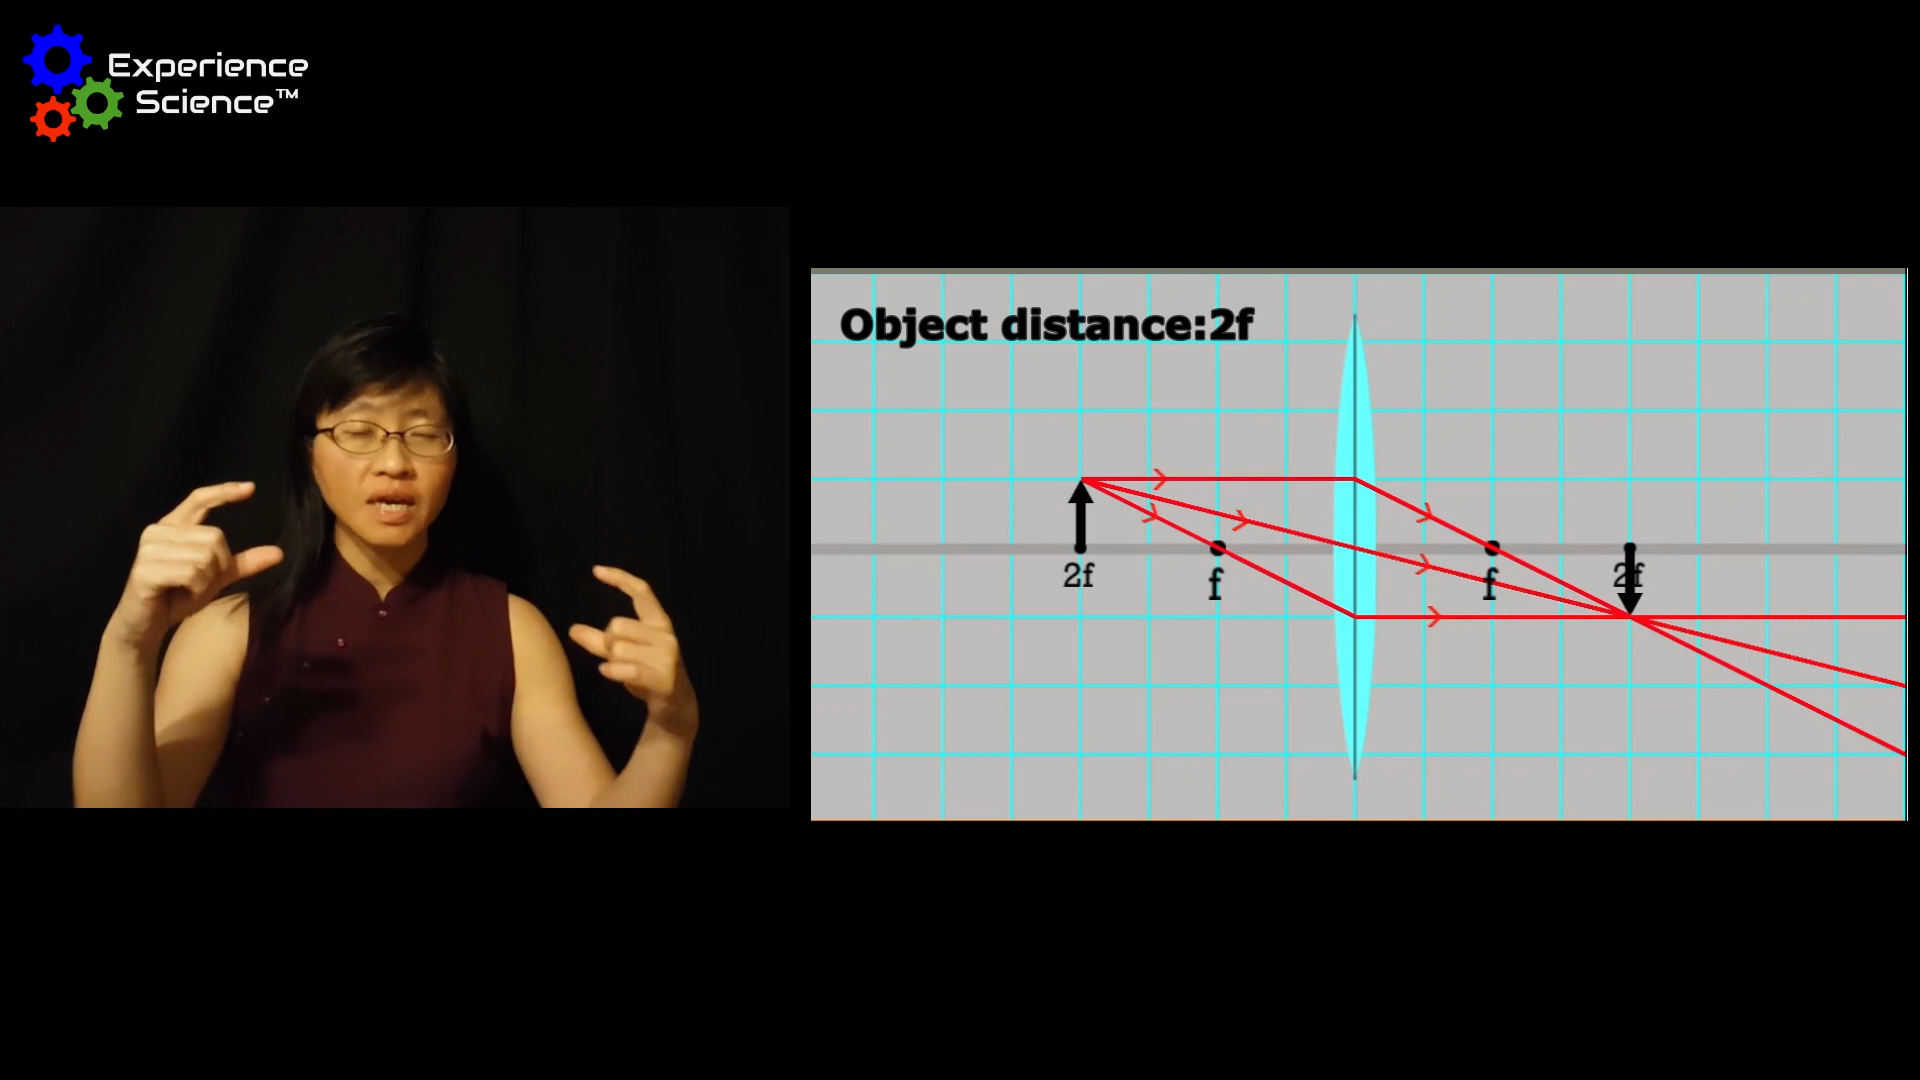 Experience
Science™
Object distance:2f
2f
f
f
2f